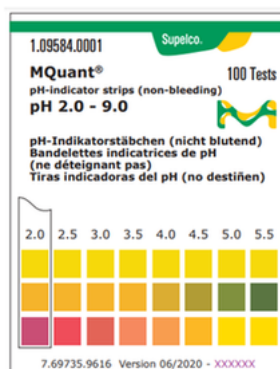 Supelco.
1.09584.0001
MQuant® 100 Tests
pH-indicator strips (non-bleeding)
pH 2.0 - 9.0
pH-Indikatorstäbchen (nicht blutend)
Bandelettes indicatrices de pH
(ne déteignant pas)
Tiras indicadoras del pH (no destiñen)
2.0 2.5 3.0 3.5 4.0 4.5 5.0 5.5
7.69735.9616 Version 06/2020 - XXXXXX